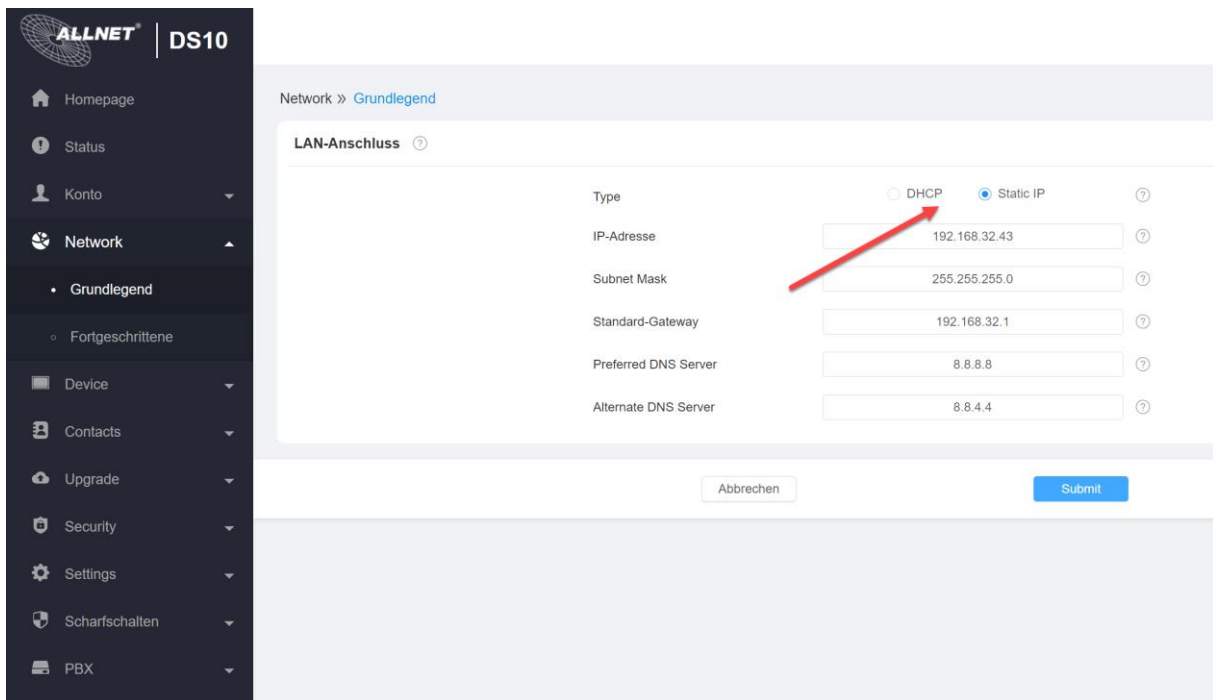 ALLNET® DS10
Homepage
Status
Konto
Network
Grundlegend
Fortgeschrittene
Device
Contacts
Upgrade
Security
Settings
Scharfschalten
PBX
Network » Grundlegend
LAN-Anschluss ?
Type DHCP Static IP ?
IP-Adresse 192.168.32.43 ?
Subnet Mask 255.255.255.0 ?
Standard-Gateway 192.168.32.1 ?
Preferred DNS Server 8.8.8.8 ?
Alternate DNS Server 8.8.4.4 ?
Abbrechen Submit